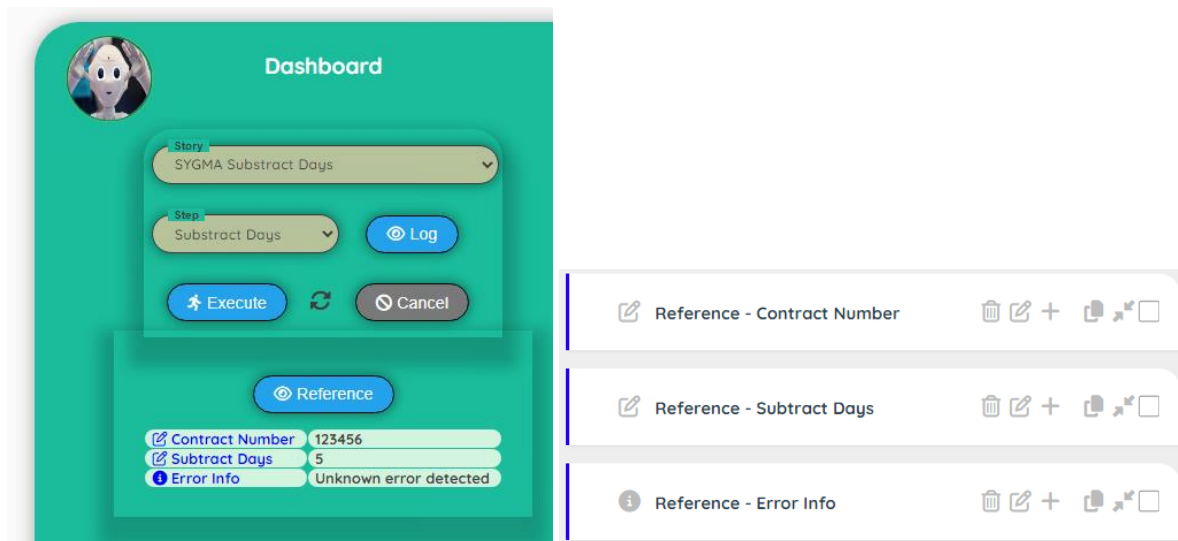 Dashboard
Story
SYGMA Substract Days
Step
Substract Days
Log
Execute
Cancel
Reference
Contract Number 123456
Subtract Days 5
Error Info Unknown error detected
Reference - Contract Number
Reference - Subtract Days
Reference - Error Info